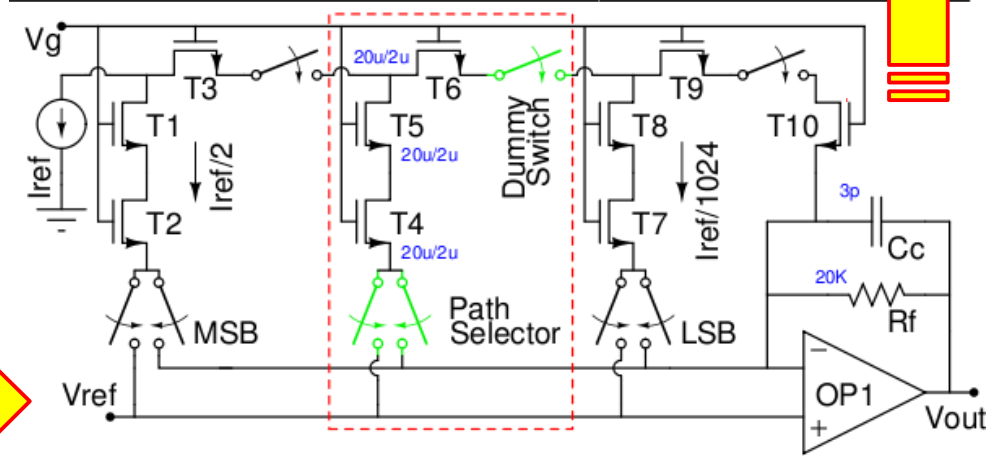 Vg
T3
20u/2u
T6
T9
T1
T5
T8
T10
Iref
Iref/2
20u/2u
Dummy
Switch
Iref/1024
T2
T4
T7
3p
Cc
20u/2u
20K
Rf
MSB
Path
Selector
LSB
Vref
−
OP1
+
Vout